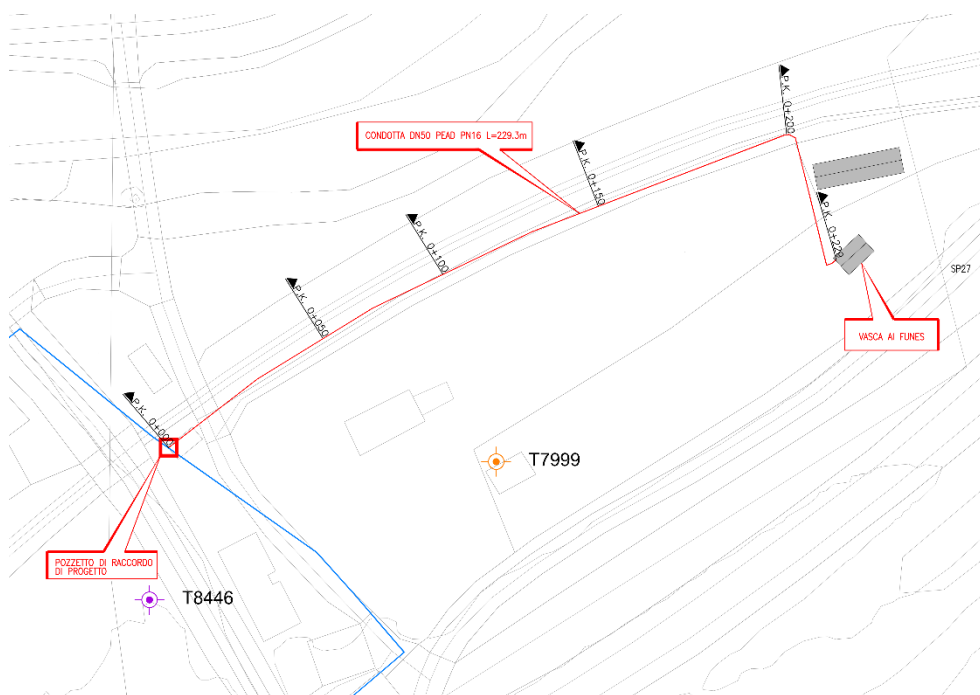 P.K. 0+200
CONDOTTA DN50 PEAD PN16 L=229.3m
P.K. 0+150
P.K. 0+100
P.K. 0+229
SP27
P.K. 0+050
VASCA AI FUNES
P.K. 0+000
T7999
POZZETTO DI RACCORDO
DI PROGETTO
T8446